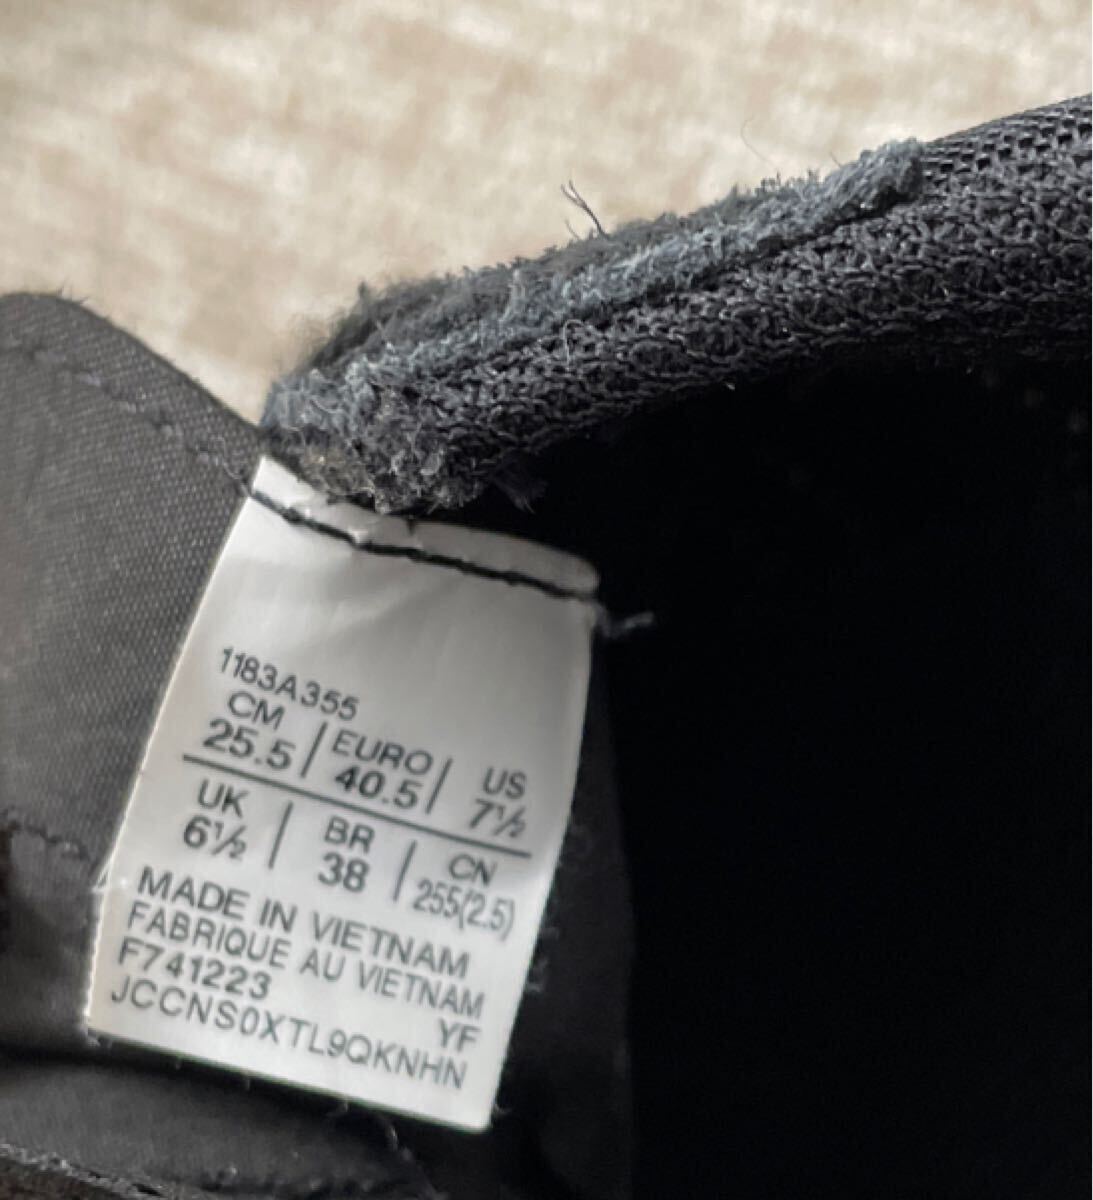 1183A355
CM EURO US
25.5 40.5 7½
UK BR CN
6½ 38 255(2.5)
MADE IN VIETNAM
FABRIQUE AU VIETNAM
F741223 YF
JCCNS0XTL9QKNHN